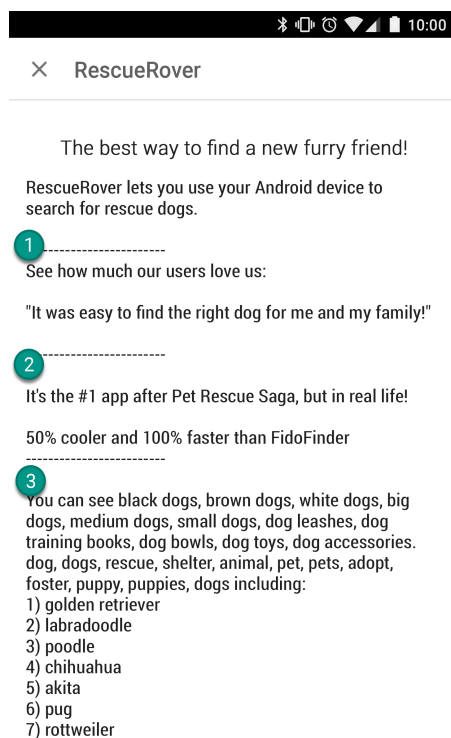 10:00
RescueRover
The best way to find a new furry friend!
RescueRover lets you use your Android device to
search for rescue dogs.
1
----------------------
See how much our users love us:
"It was easy to find the right dog for me and my family!"
----------------------
2
It's the #1 app after Pet Rescue Saga, but in real life!
50% cooler and 100% faster than FidoFinder
-------------------------
3
You can see black dogs, brown dogs, white dogs, big
dogs, medium dogs, small dogs, dog leashes, dog
training books, dog bowls, dog toys, dog accessories.
dog, dogs, rescue, shelter, animal, pet, pets, adopt,
foster, puppy, puppies, dogs including:
1) golden retriever
2) labradoodle
3) poodle
4) chihuahua
5) akita
6) pug
7) rottweiler